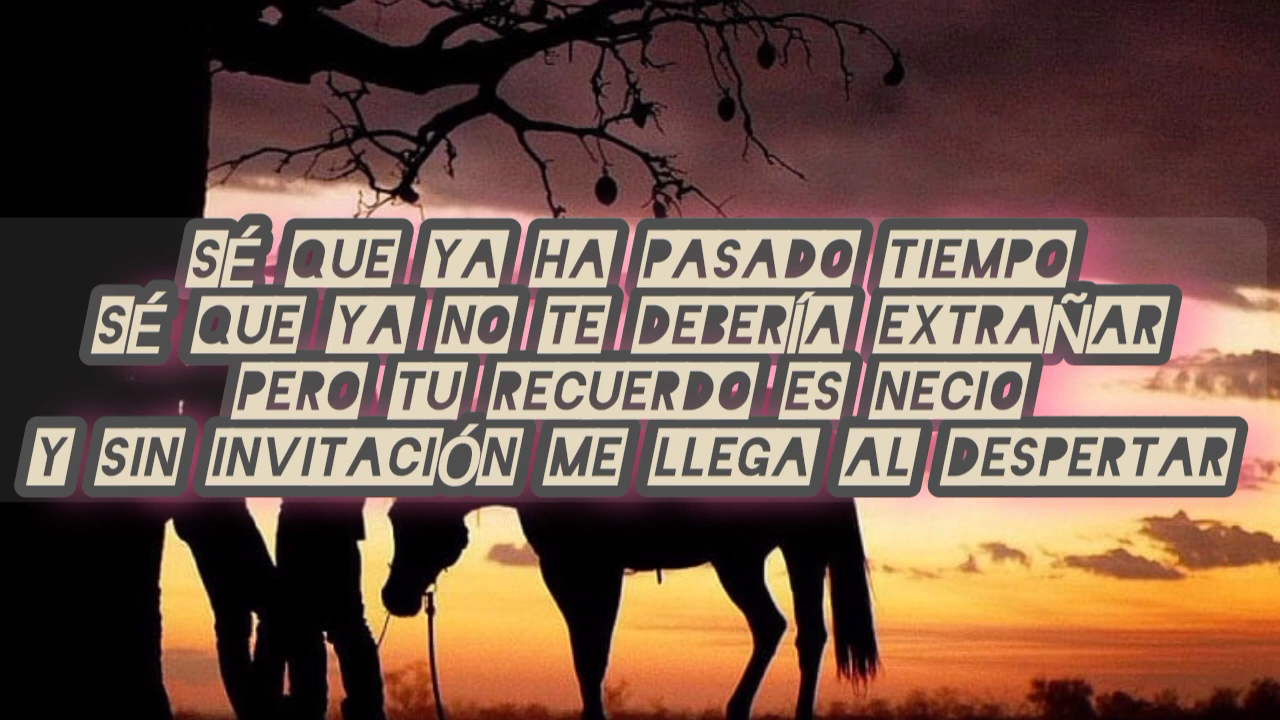 SÉ QUE YA HA PASADO TIEMPO
SÉ QUE YA NO TE DEBERÍA EXTRAÑAR
PERO TU RECUERDO ES NECIO
Y SIN INVITACIÓN ME LLEGA AL DESPERTAR